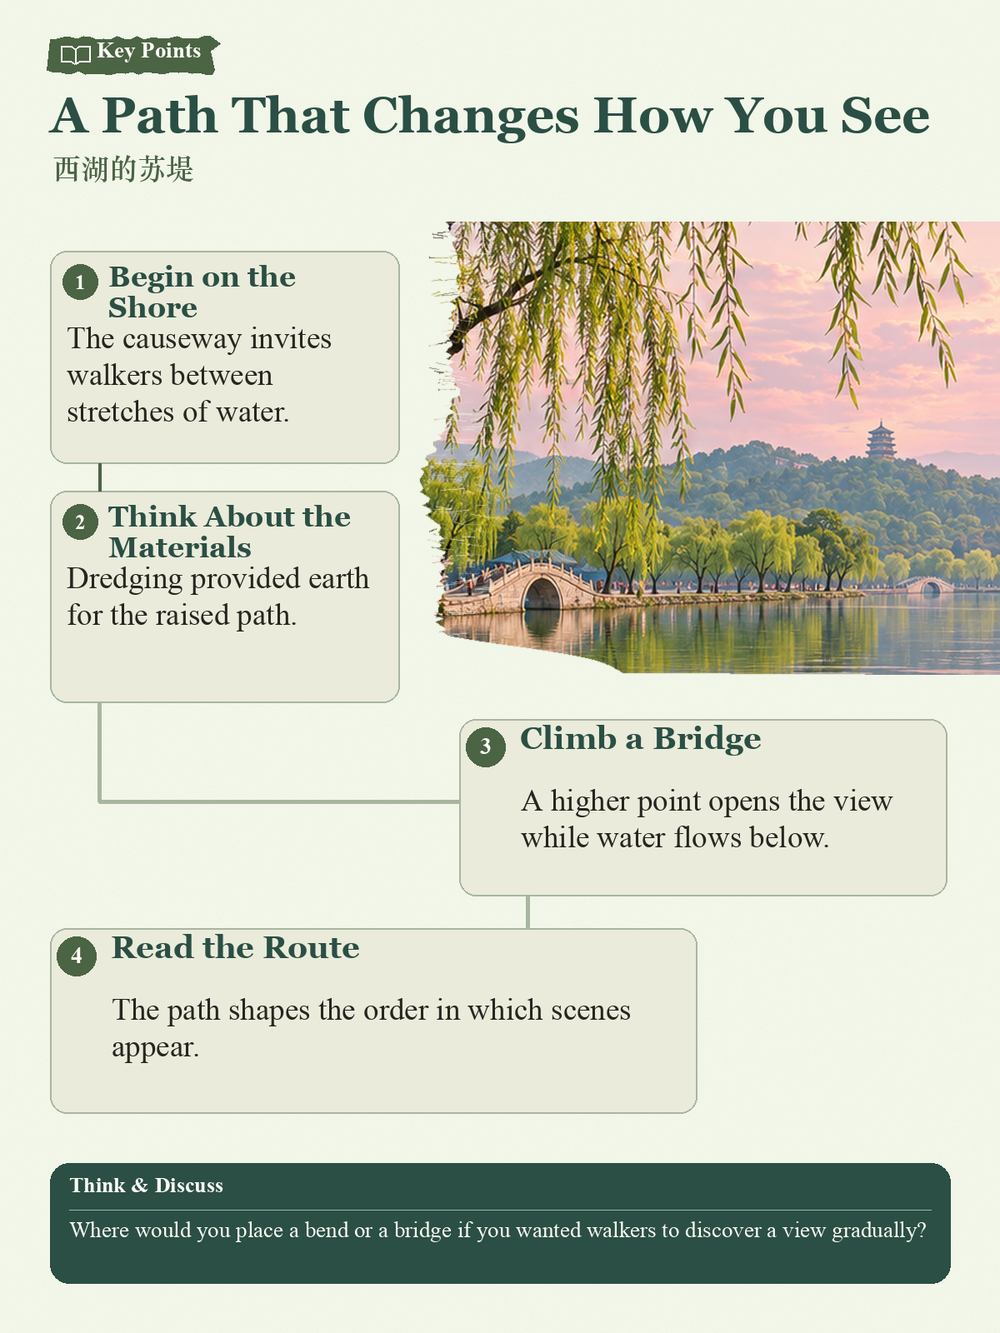 Key Points
A Path That Changes How You See
西湖的苏堤
1
Begin on the
Shore
The causeway invites
walkers between
stretches of water.
2
Think About the
Materials
Dredging provided earth
for the raised path.
3
Climb a Bridge
A higher point opens the view
while water flows below.
4
Read the Route
The path shapes the order in which scenes
appear.
Think & Discuss
Where would you place a bend or a bridge if you wanted walkers to discover a view gradually?